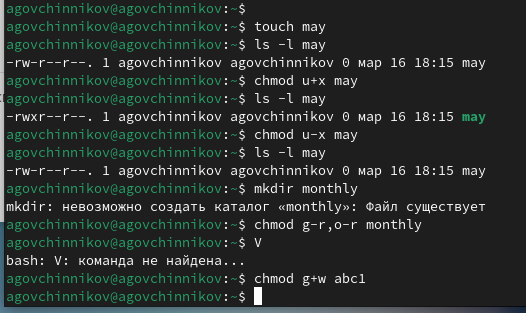 agovchinnikov@agovchinnikov:~$
agovchinnikov@agovchinnikov:~$ touch may
agovchinnikov@agovchinnikov:~$ ls -l may
-rw-r--r--. 1 agovchinnikov agovchinnikov 0 мар 16 18:15 may
agovchinnikov@agovchinnikov:~$ chmod u+x may
agovchinnikov@agovchinnikov:~$ ls -l may
-rwxr--r--. 1 agovchinnikov agovchinnikov 0 мар 16 18:15 may
agovchinnikov@agovchinnikov:~$ chmod u-x may
agovchinnikov@agovchinnikov:~$ ls -l may
-rw-r--r--. 1 agovchinnikov agovchinnikov 0 мар 16 18:15 may
agovchinnikov@agovchinnikov:~$ mkdir monthly
mkdir: невозможно создать каталог «monthly»: Файл существует
agovchinnikov@agovchinnikov:~$ chmod g-r,o-r monthly
agovchinnikov@agovchinnikov:~$ V
bash: V: команда не найдена...
agovchinnikov@agovchinnikov:~$ chmod g+w abc1
agovchinnikov@agovchinnikov:~$